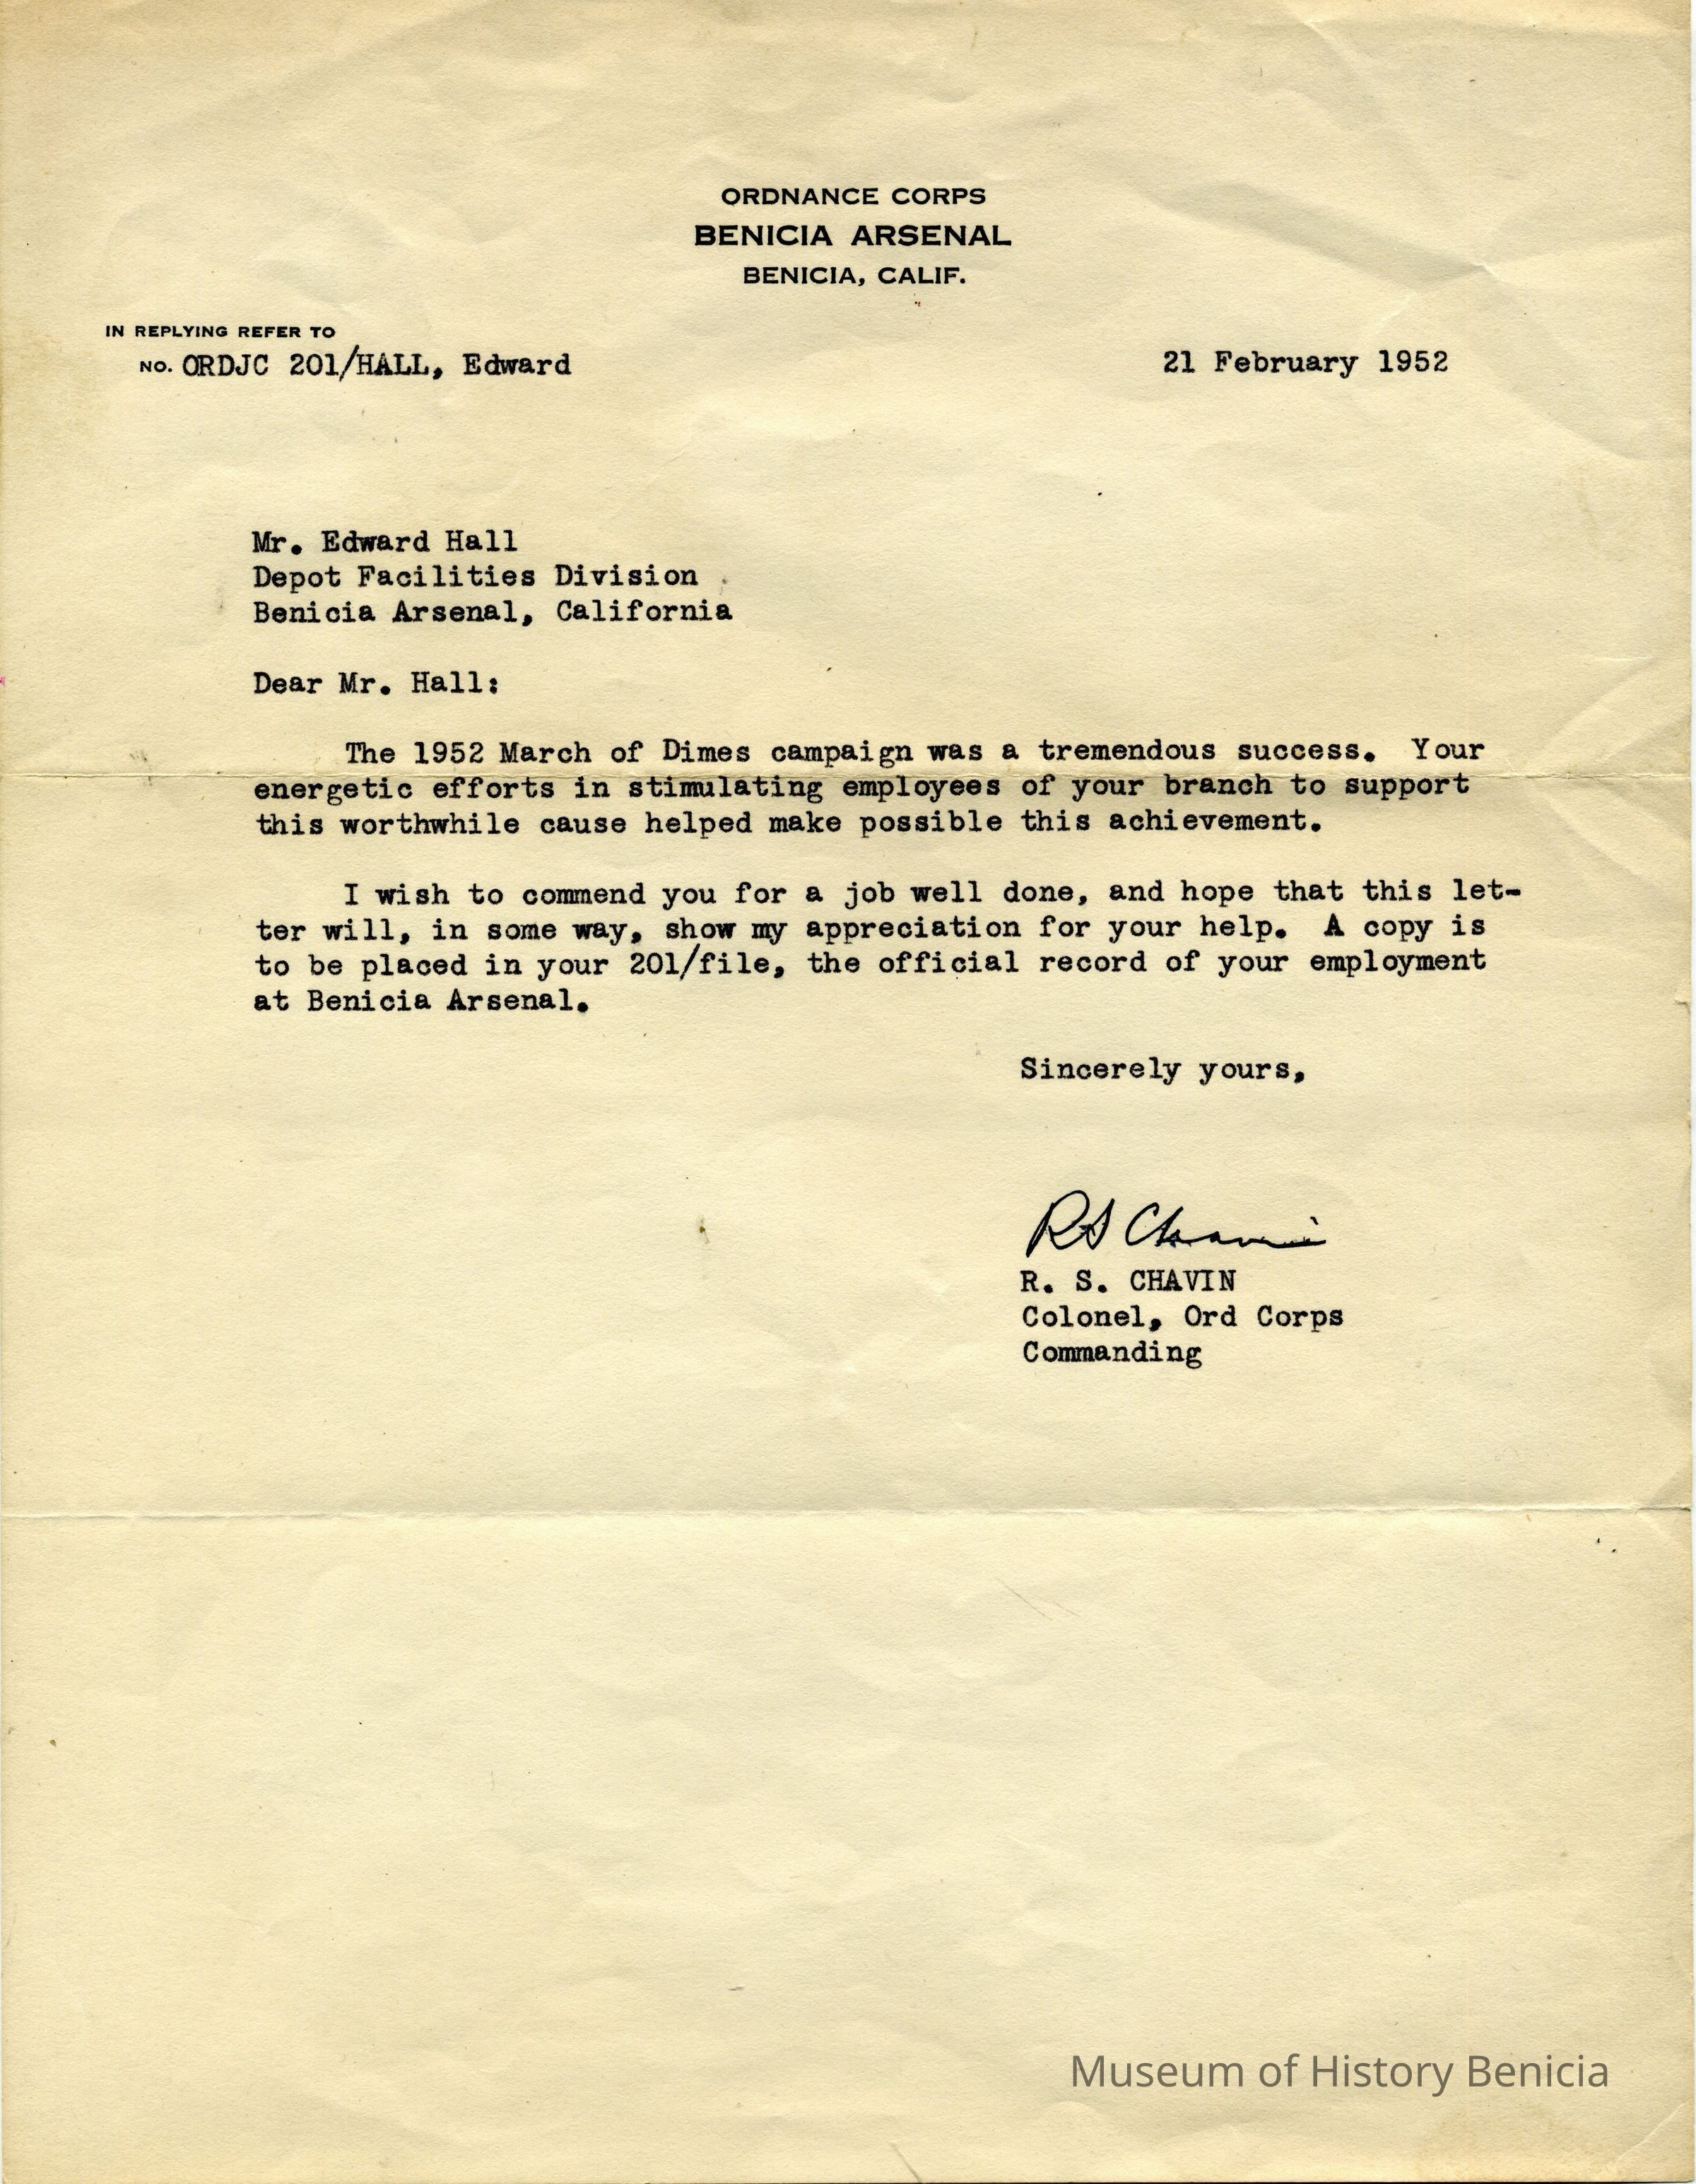 ORDNANCE CORPS
BENICIA ARSENAL
BENICIA, CALIF.
IN REPLYING REFER TO
NO. ORDJC 201/HALL, Edward
21 February 1952
Mr. Edward Hall
Depot Facilities Division
Benicia Arsenal, California
Dear Mr. Hall:
The 1952 March of Dimes campaign was a tremendous success. Your
energetic efforts in stimulating employees of your branch to support
this worthwhile cause helped make possible this achievement.
I wish to commend you for a job well done, and hope that this let-
ter will, in some way, show my appreciation for your help. A copy is
to be placed in your 201/file, the official record of your employment
at Benicia Arsenal.
Sincerely yours,
R S Chavin
R. S. CHAVIN
Colonel, Ord Corps
Commanding
Museum of History Benicia